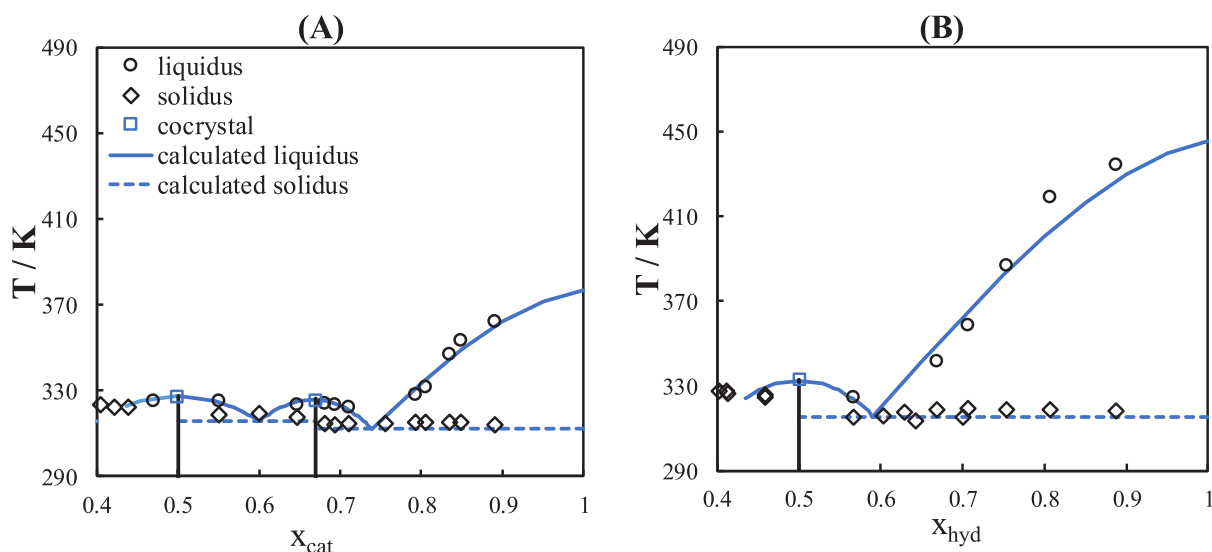 (A)
490
450
410
370
330
290
T / K
liquidus
solidus
cocrystal
calculated liquidus
calculated solidus
0.4 0.5 0.6 0.7 0.8 0.9 1
x_cat
(B)
490
450
410
370
330
290
T / K
0.4 0.5 0.6 0.7 0.8 0.9 1
x_hyd